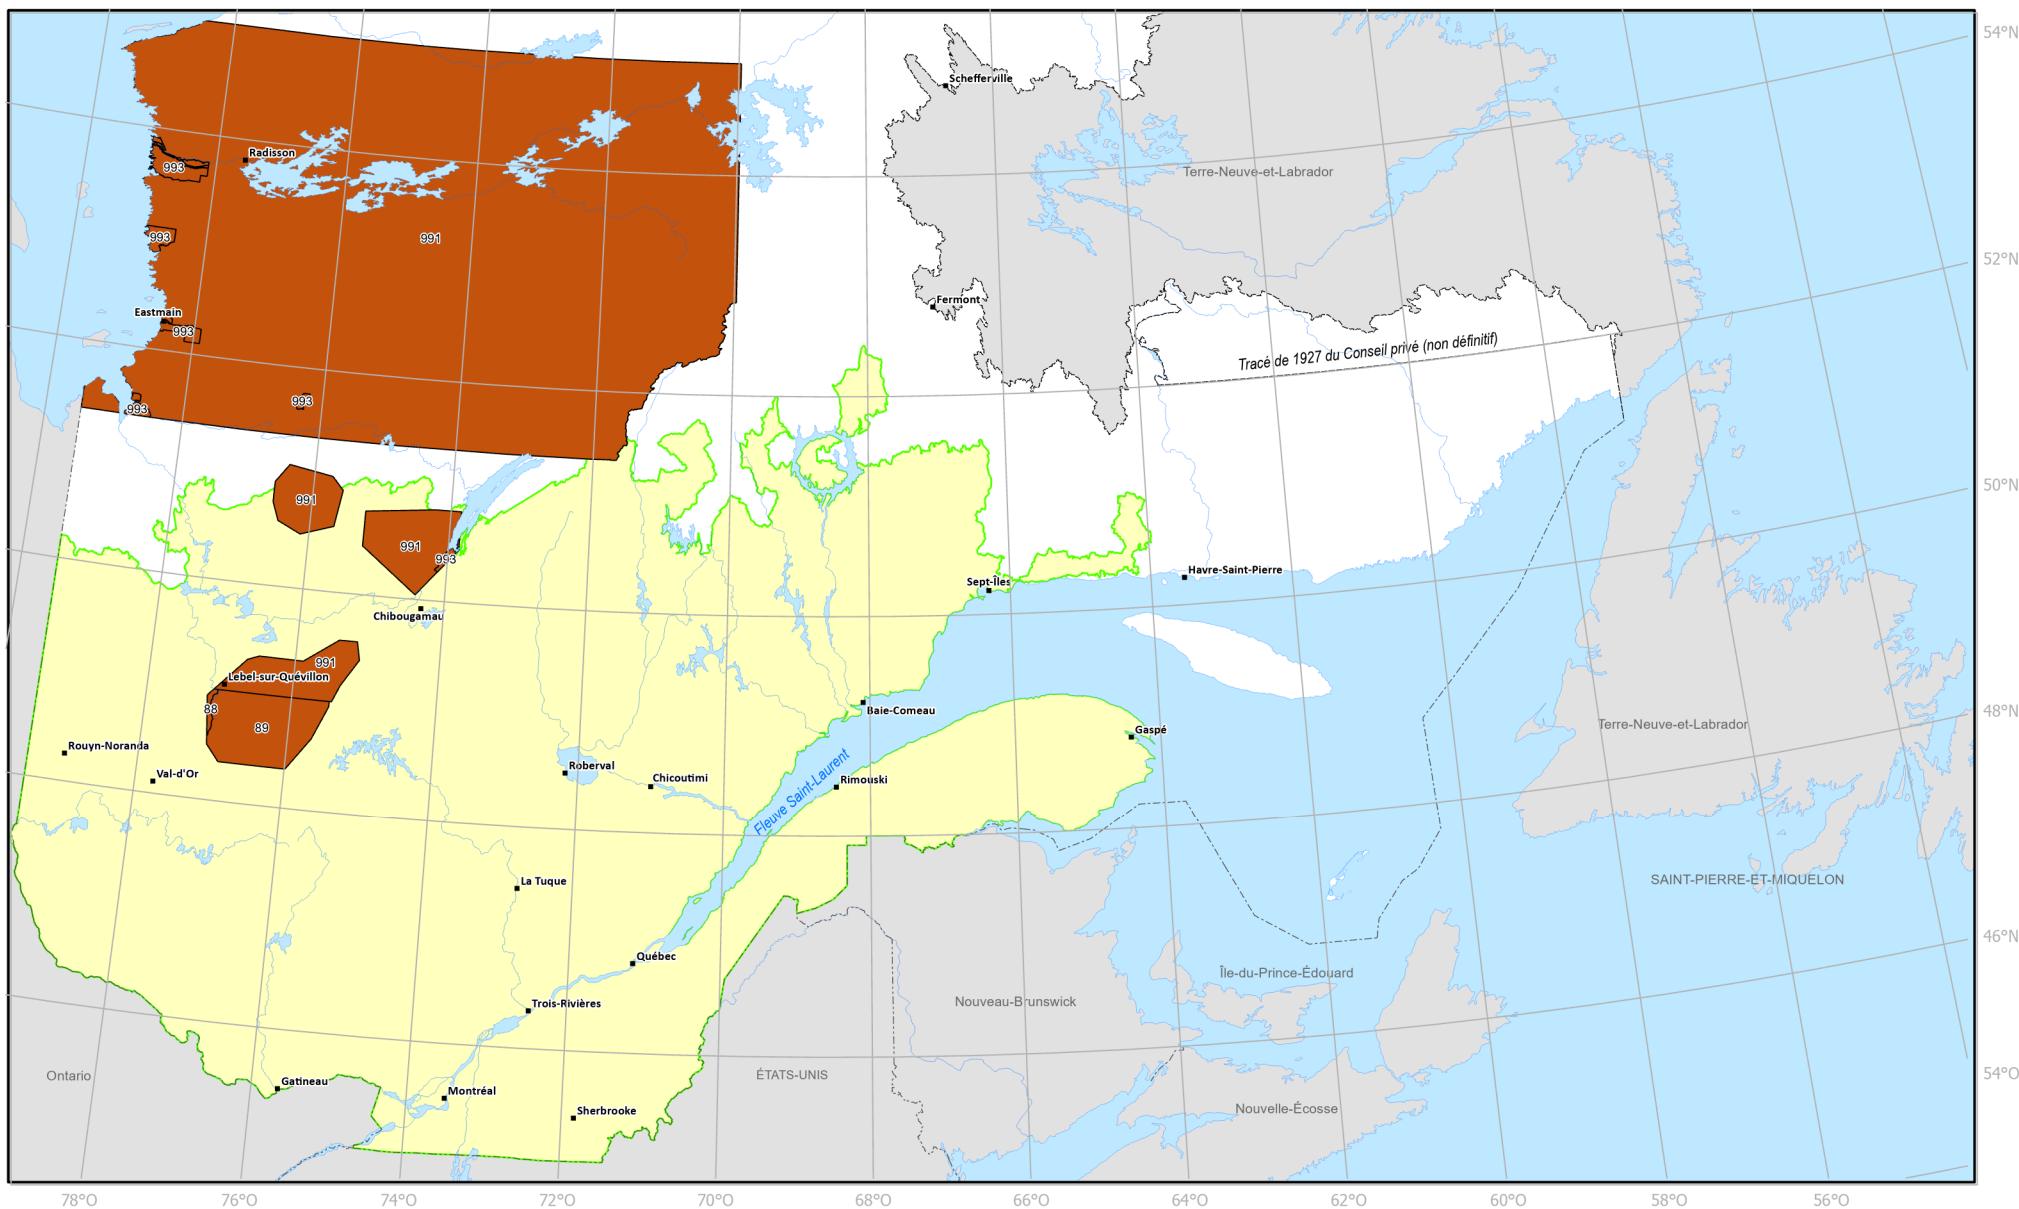 54°N
Schefferville
Radisson
993
Terre-Neuve-et-Labrador
993
991
52°N
Fermont
Eastmain
993
Tracé de 1927 du Conseil privé (non définitif)
993
993
50°N
991
991
993
Havre-Saint-Pierre
Sept-Îles
Chibougamau
991
Lebel-sur-Quévillon
88
89
48°N
Baie-Comeau
Terre-Neuve-et-Labrador
Gaspé
Rouyn-Noranda
Val-d'Or
Roberval
Chicoutimi
Rimouski
Fleuve Saint-Laurent
La Tuque
SAINT-PIERRE-ET-MIQUELON
46°N
Québec
Île-du-Prince-Édouard
Trois-Rivières
Nouveau-Brunswick
Ontario
ÉTATS-UNIS
54°O
Gatineau
Montréal
Sherbrooke
Nouvelle-Écosse
78°O
76°O
74°O
72°O
70°O
68°O
66°O
64°O
62°O
60°O
58°O
56°O